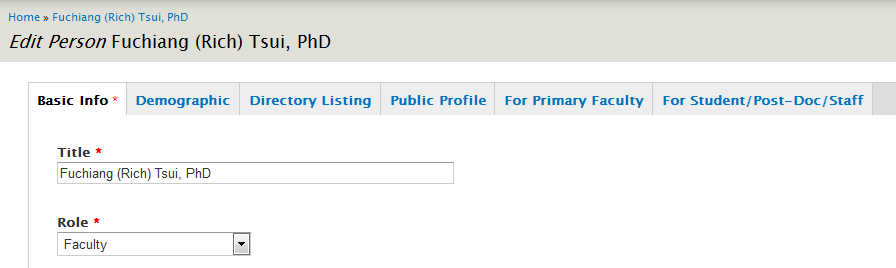 Home » Fuchiang (Rich) Tsui, PhD
Edit Person Fuchiang (Rich) Tsui, PhD
Basic Info * Demographic Directory Listing Public Profile For Primary Faculty For Student/Post-Doc/Staff
Title *
Fuchiang (Rich) Tsui, PhD
Role *
Faculty